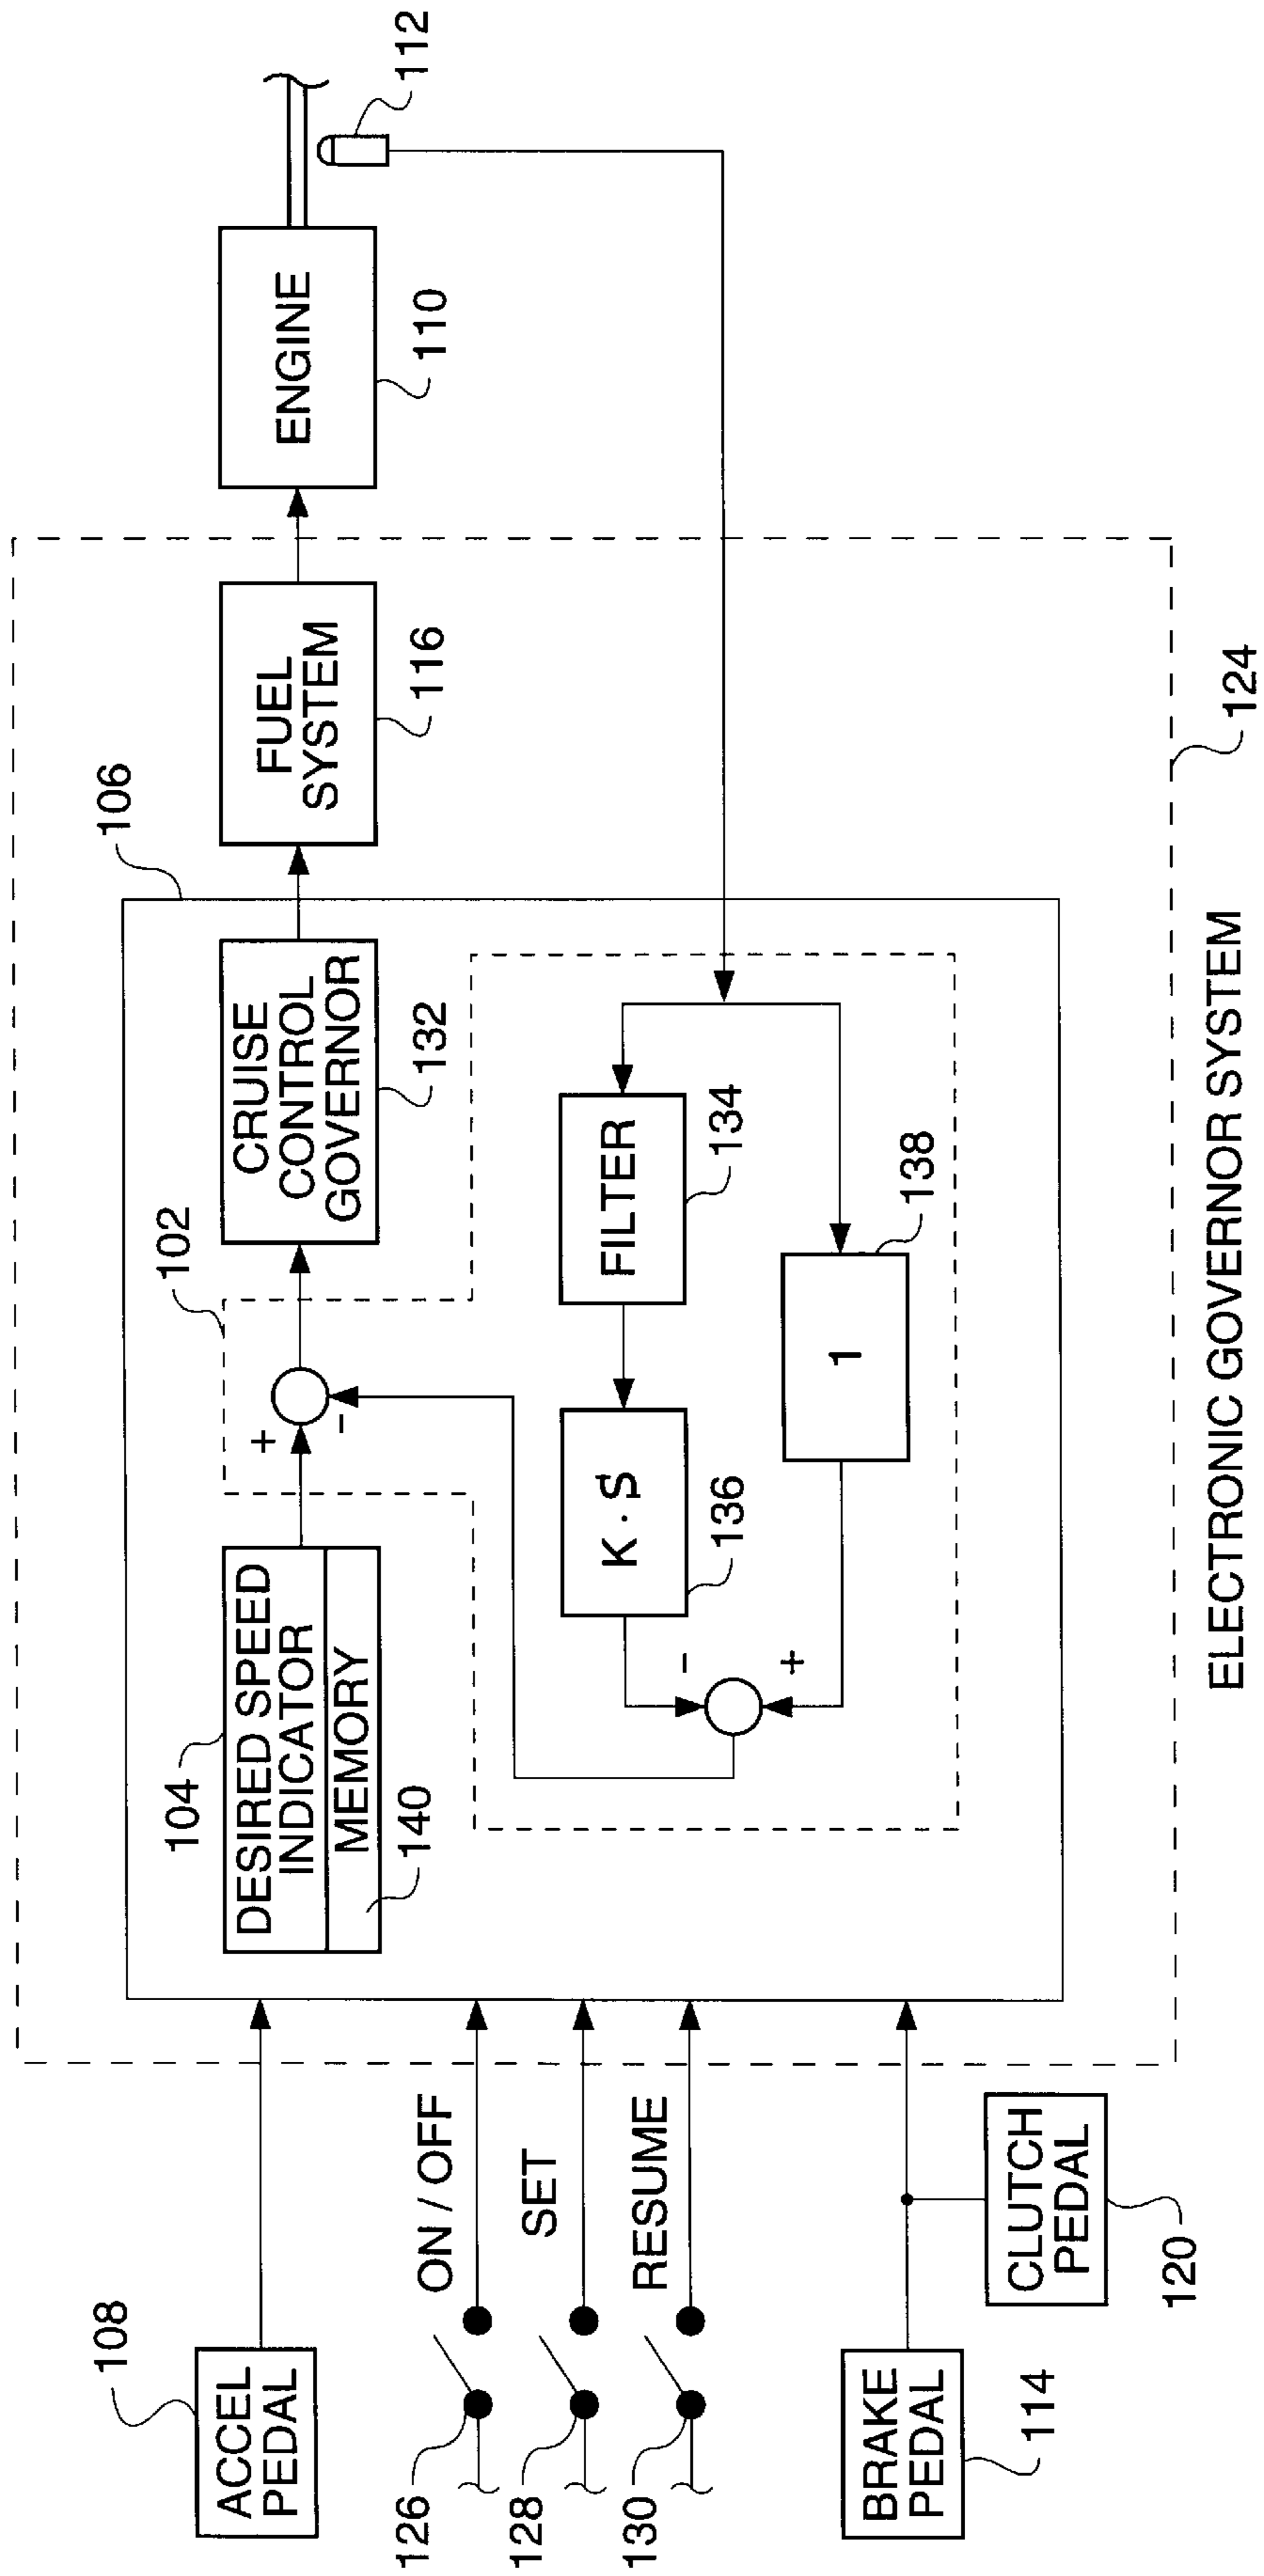 108
ACCEL
PEDAL
126
ON / OFF
128
SET
130
RESUME
BRAKE
PEDAL
114
CLUTCH
PEDAL
120
104
DESIRED SPEED
INDICATOR
MEMORY
140
+
-
102
106
CRUISE
CONTROL
GOVERNOR
132
FUEL
SYSTEM
116
ENGINE
110
112
K · S
136
FILTER
134
-
+
1
138
124
ELECTRONIC GOVERNOR SYSTEM